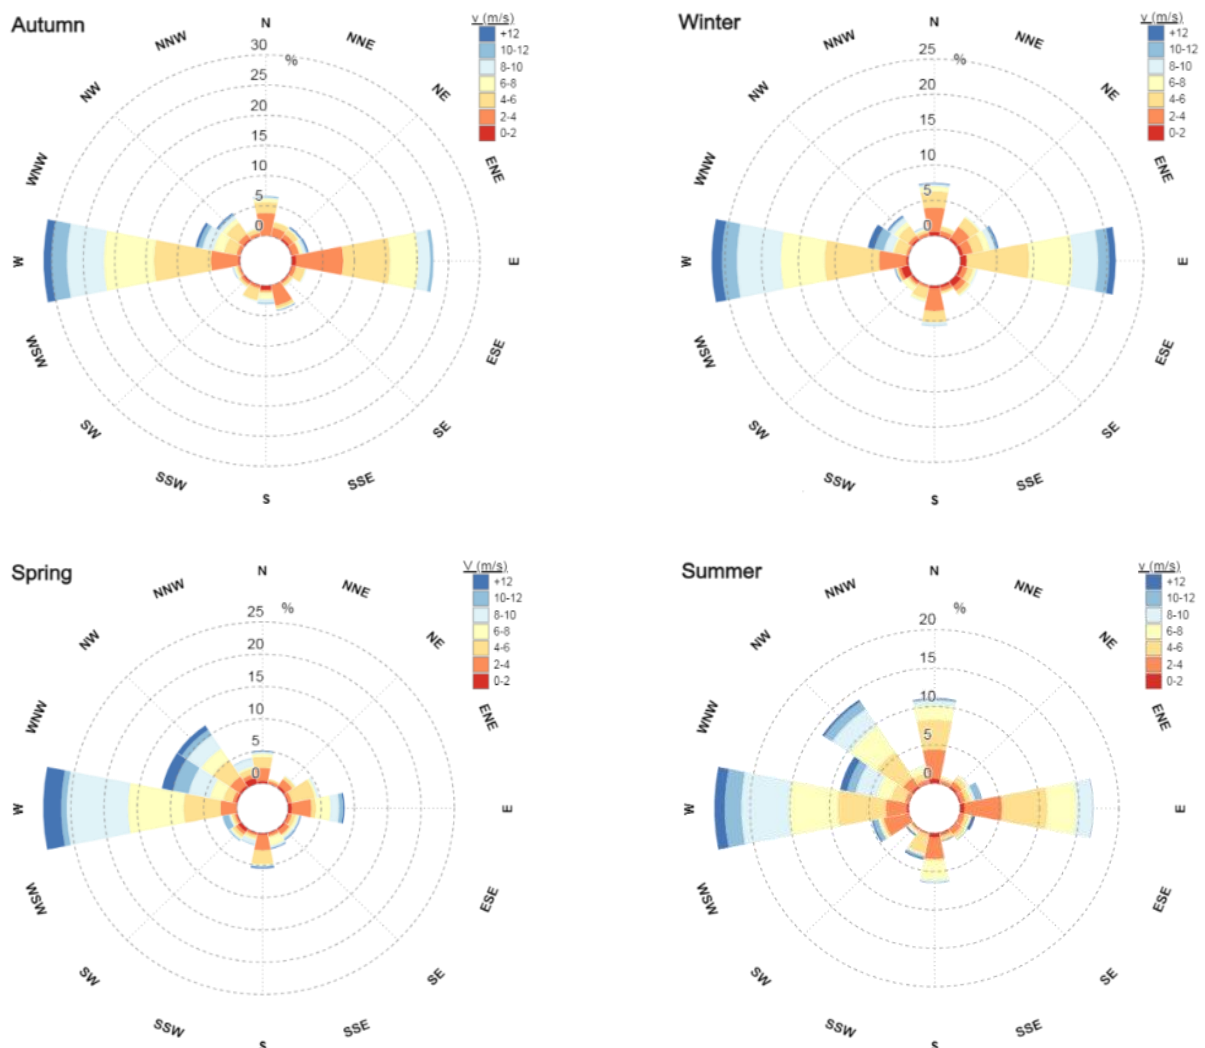 Autumn
v (m/s)
+12
10-12
8-10
6-8
4-6
2-4
0-2
N
NNE
NE
ENE
E
ESE
SE
SSE
S
SSW
SW
WSW
W
WNW
NW
NNW
%
30
25
20
15
10
5
0
Winter
v (m/s)
+12
10-12
8-10
6-8
4-6
2-4
0-2
N
NNE
NE
ENE
E
ESE
SE
SSE
S
SSW
SW
WSW
W
WNW
NW
NNW
%
25
20
15
10
5
0
Spring
V (m/s)
+12
10-12
8-10
6-8
4-6
2-4
0-2
N
NNE
NE
ENE
E
ESE
SE
SSE
S
SSW
SW
WSW
W
WNW
NW
NNW
%
25
20
15
10
5
0
Summer
v (m/s)
+12
10-12
8-10
6-8
4-6
2-4
0-2
N
NNE
NE
ENE
E
ESE
SE
SSE
S
SSW
SW
WSW
W
WNW
NW
NNW
%
20
15
10
5
0